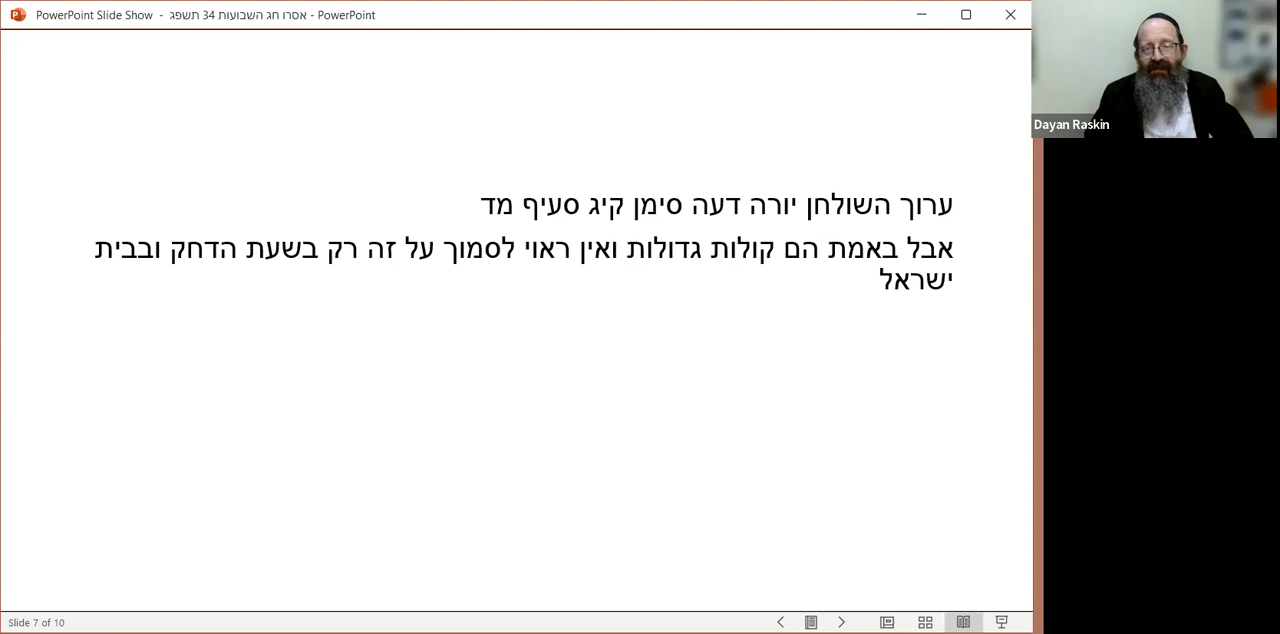 PowerPoint Slide Show - אסרו חג השבועות 34 תשפג - PowerPoint
Dayan Raskin
ערוך השולחן יורה דעה סימן קיג סעיף מד
אבל באמת הם קולות גדולות ואין ראוי לסמוך על זה רק בשעת הדחק ובבית
ישראל
Slide 7 of 10